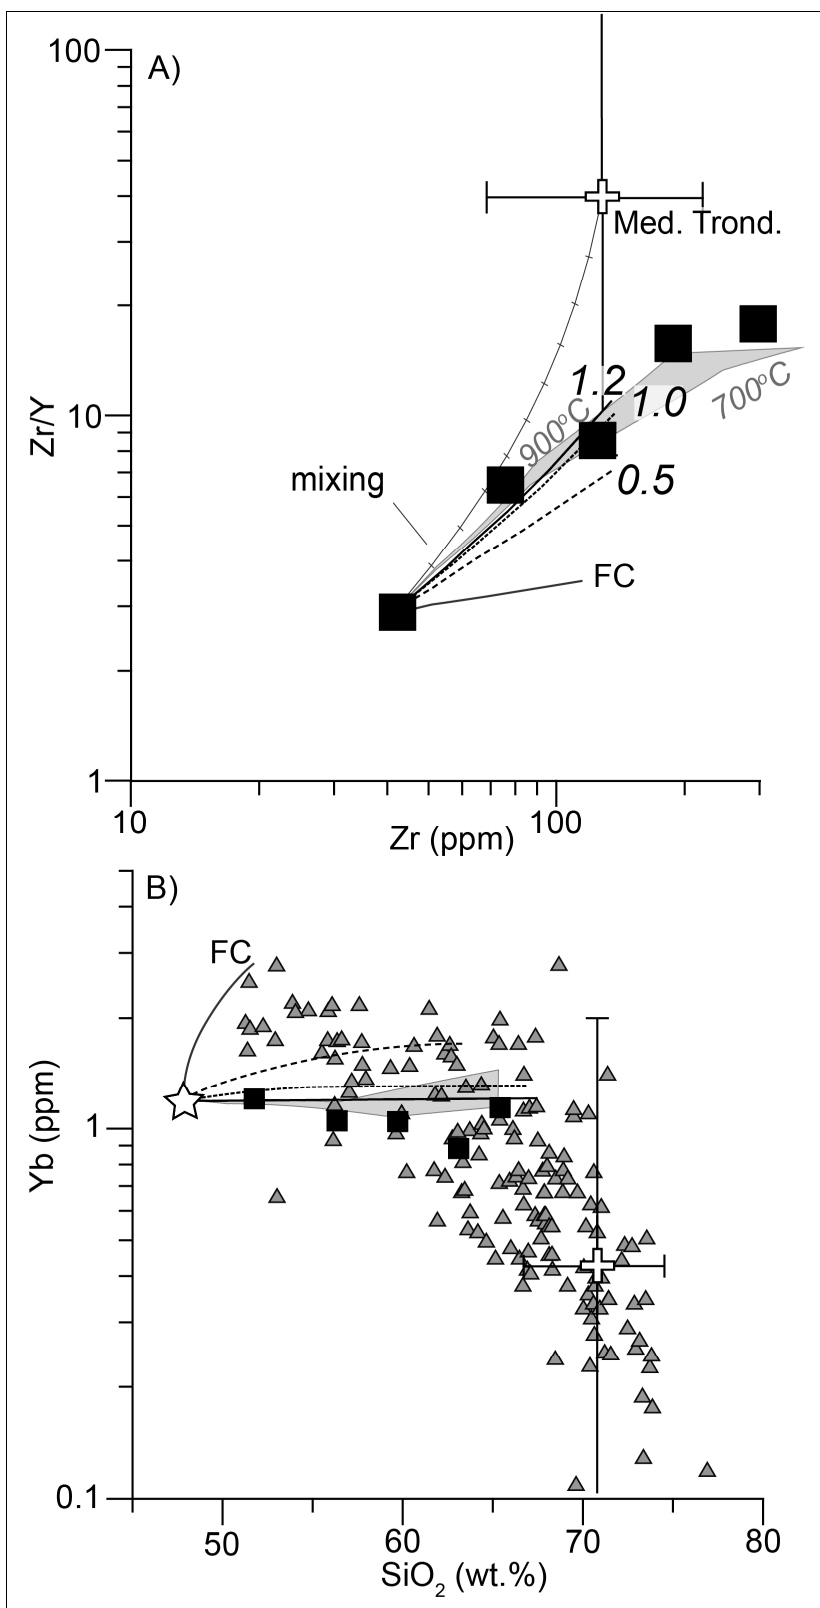 100
A)
Med. Trond.
1.2
1.0
900°C
700°C
10
Zr/Y
mixing
0.5
FC
1
10
100
Zr (ppm)
B)
FC
Yb (ppm)
1
0.1
50
60
70
80
SiO2 (wt.%)